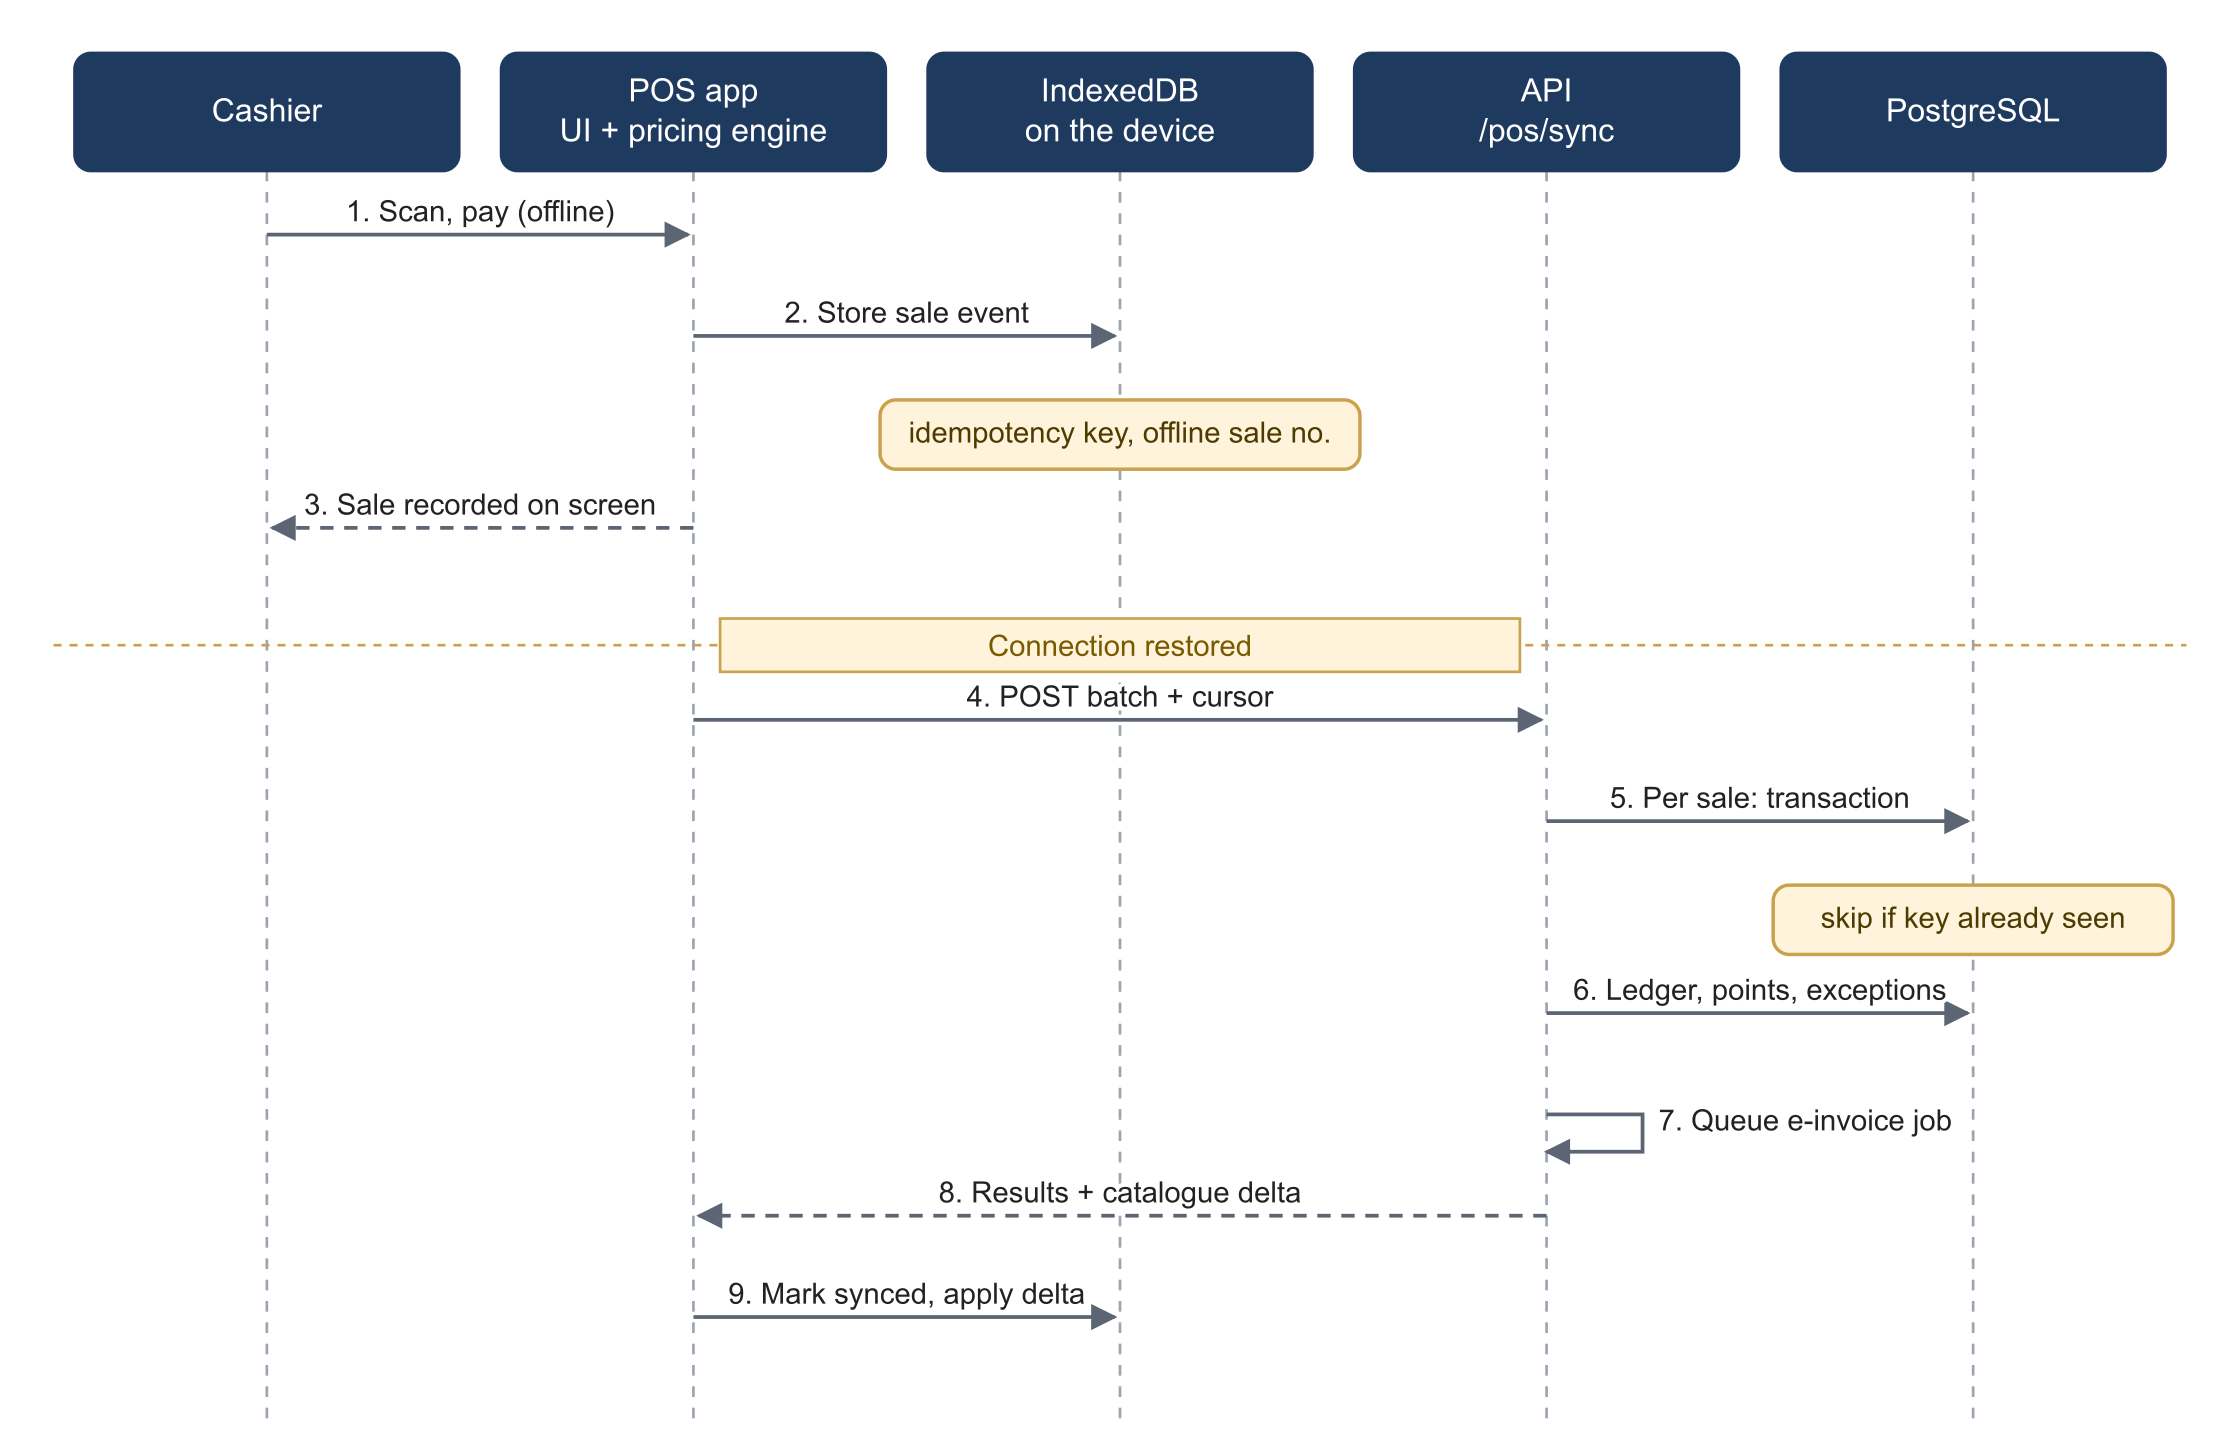 Cashier
POS app
UI + pricing engine
IndexedDB
on the device
API
/pos/sync
PostgreSQL
1. Scan, pay (offline)
2. Store sale event
idempotency key, offline sale no.
3. Sale recorded on screen
Connection restored
4. POST batch + cursor
5. Per sale: transaction
skip if key already seen
6. Ledger, points, exceptions
7. Queue e-invoice job
8. Results + catalogue delta
9. Mark synced, apply delta